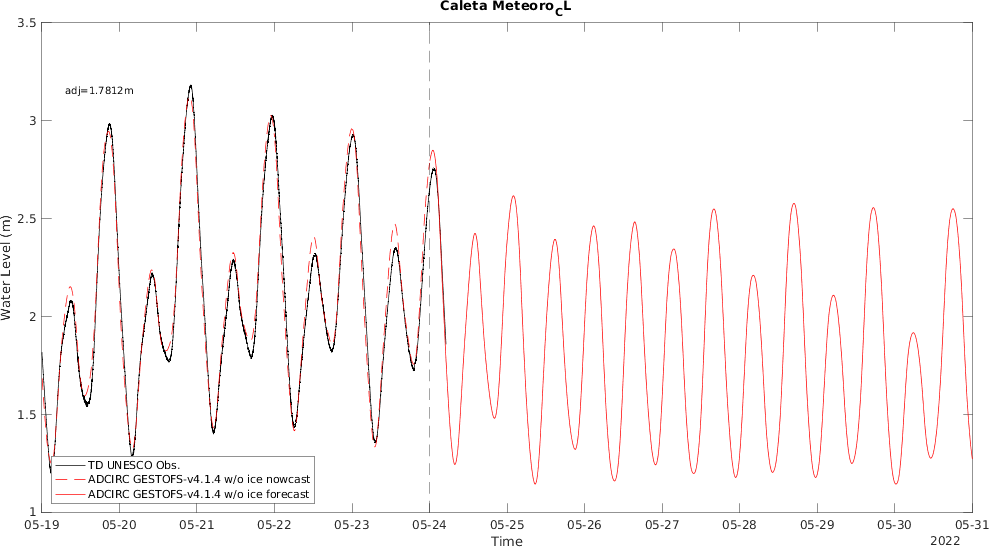 Caleta Meteoro_CL
3.5
adj=1.7812m
3
2.5
Water Level (m)
2
1.5
TD UNESCO Obs.
ADCIRC GESTOFS-v4.1.4 w/o ice nowcast
ADCIRC GESTOFS-v4.1.4 w/o ice forecast
1
05-19 05-20 05-21 05-22 05-23 05-24 05-25 05-26 05-27 05-28 05-29 05-30 05-31
Time
2022